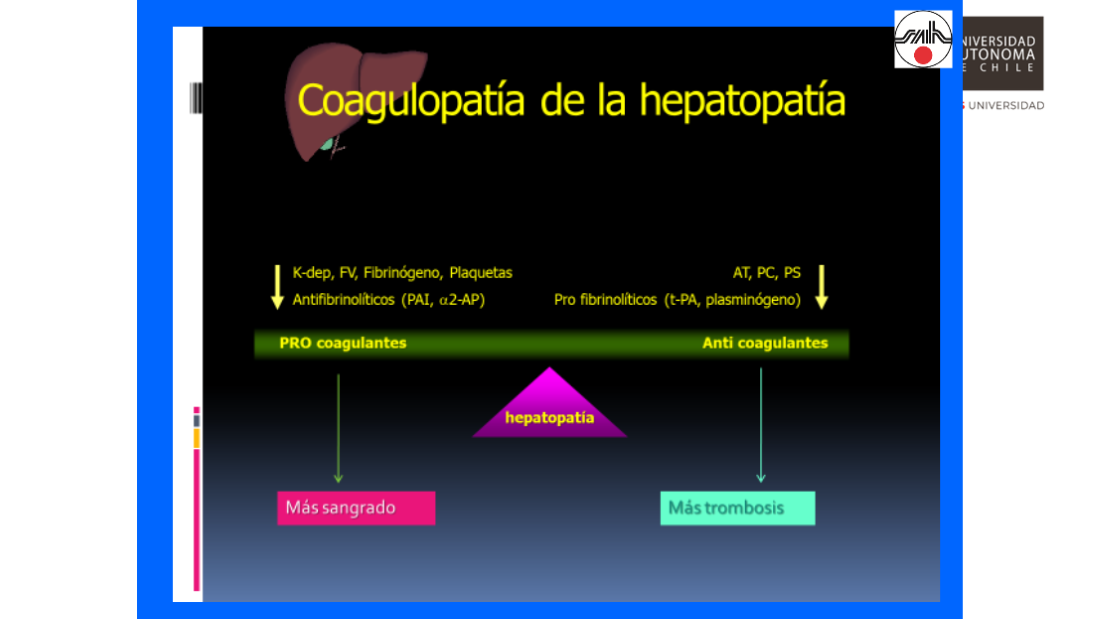 Coagulopatía de la hepatopatía
NIVERSIDAD
UTONOMA
E CHILE
S UNIVERSIDAD
K-dep, FV, Fibrinógeno, Plaquetas
Antifibrinolíticos (PAI, α2-AP)
AT, PC, PS
Pro fibrinolíticos (t-PA, plasminógeno)
PRO coagulantes
Anti coagulantes
hepatopatía
Más sangrado
Más trombosis